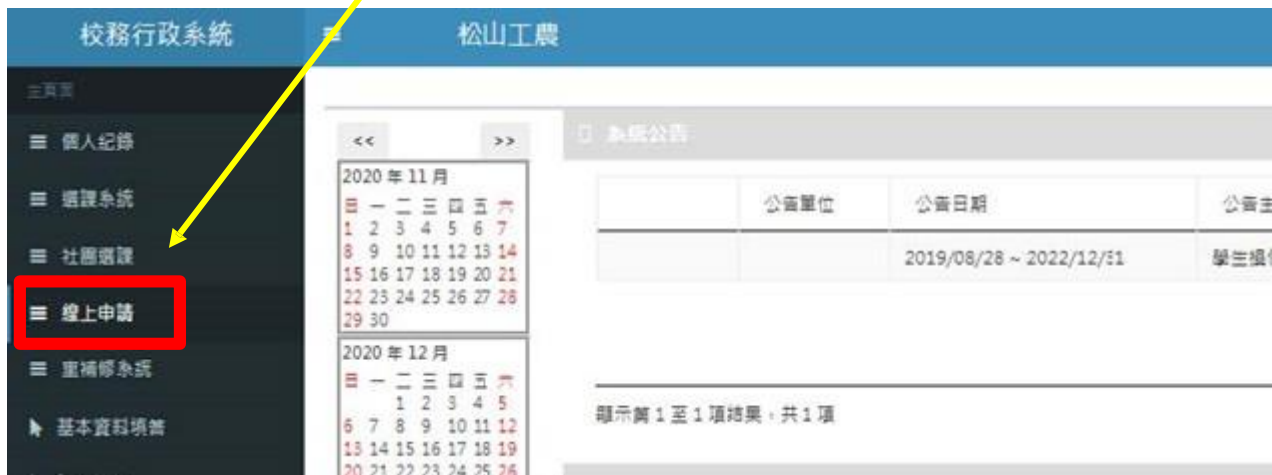 校務行政系統
松山工農
主頁面
個人紀錄
選課系統
社團選課
線上申請
重補修系統
基本資料填答
<< >>
2020 年 11 月
日 一 二 三 四 五 六
1 2 3 4 5 6 7
8 9 10 11 12 13 14
15 16 17 18 19 20 21
22 23 24 25 26 27 28
29 30
2020 年 12 月
日 一 二 三 四 五 六
1 2 3 4 5
6 7 8 9 10 11 12
13 14 15 16 17 18 19
20 21 22 23 24 25 26
系統公告
公告單位 公告日期 公告主
2019/08/28 ~ 2022/12/31 學生
顯示第 1 至 1 項結果，共 1 項